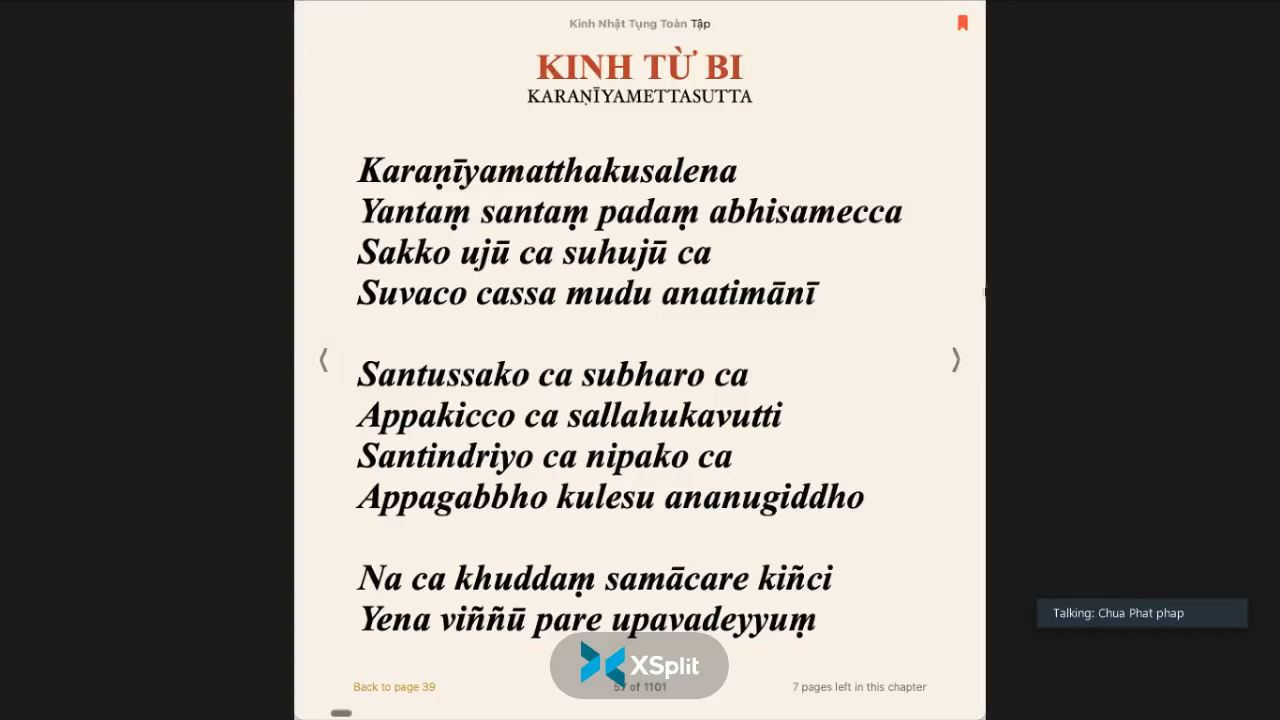 Kinh Nhật Tụng Toàn Tập
KINH TỪ BI
KARAṆĪYAMETTASUTTA
Karaṇīyamatthakusalena
Yantaṃ santaṃ padaṃ abhisamecca
Sakko ujū ca suhujū ca
Suvaco cassa mudu anatimānī
Santussako ca subharo ca
Appakicco ca sallahukavutti
Santindriyo ca nipako ca
Appagabbho kulesu ananugiddho
Na ca khuddaṃ samācare kiñci
Yena viññū pare upavadeyyuṃ
Talking: Chua Phat phap
XSplit
Back to page 39
57 of 1101
7 pages left in this chapter